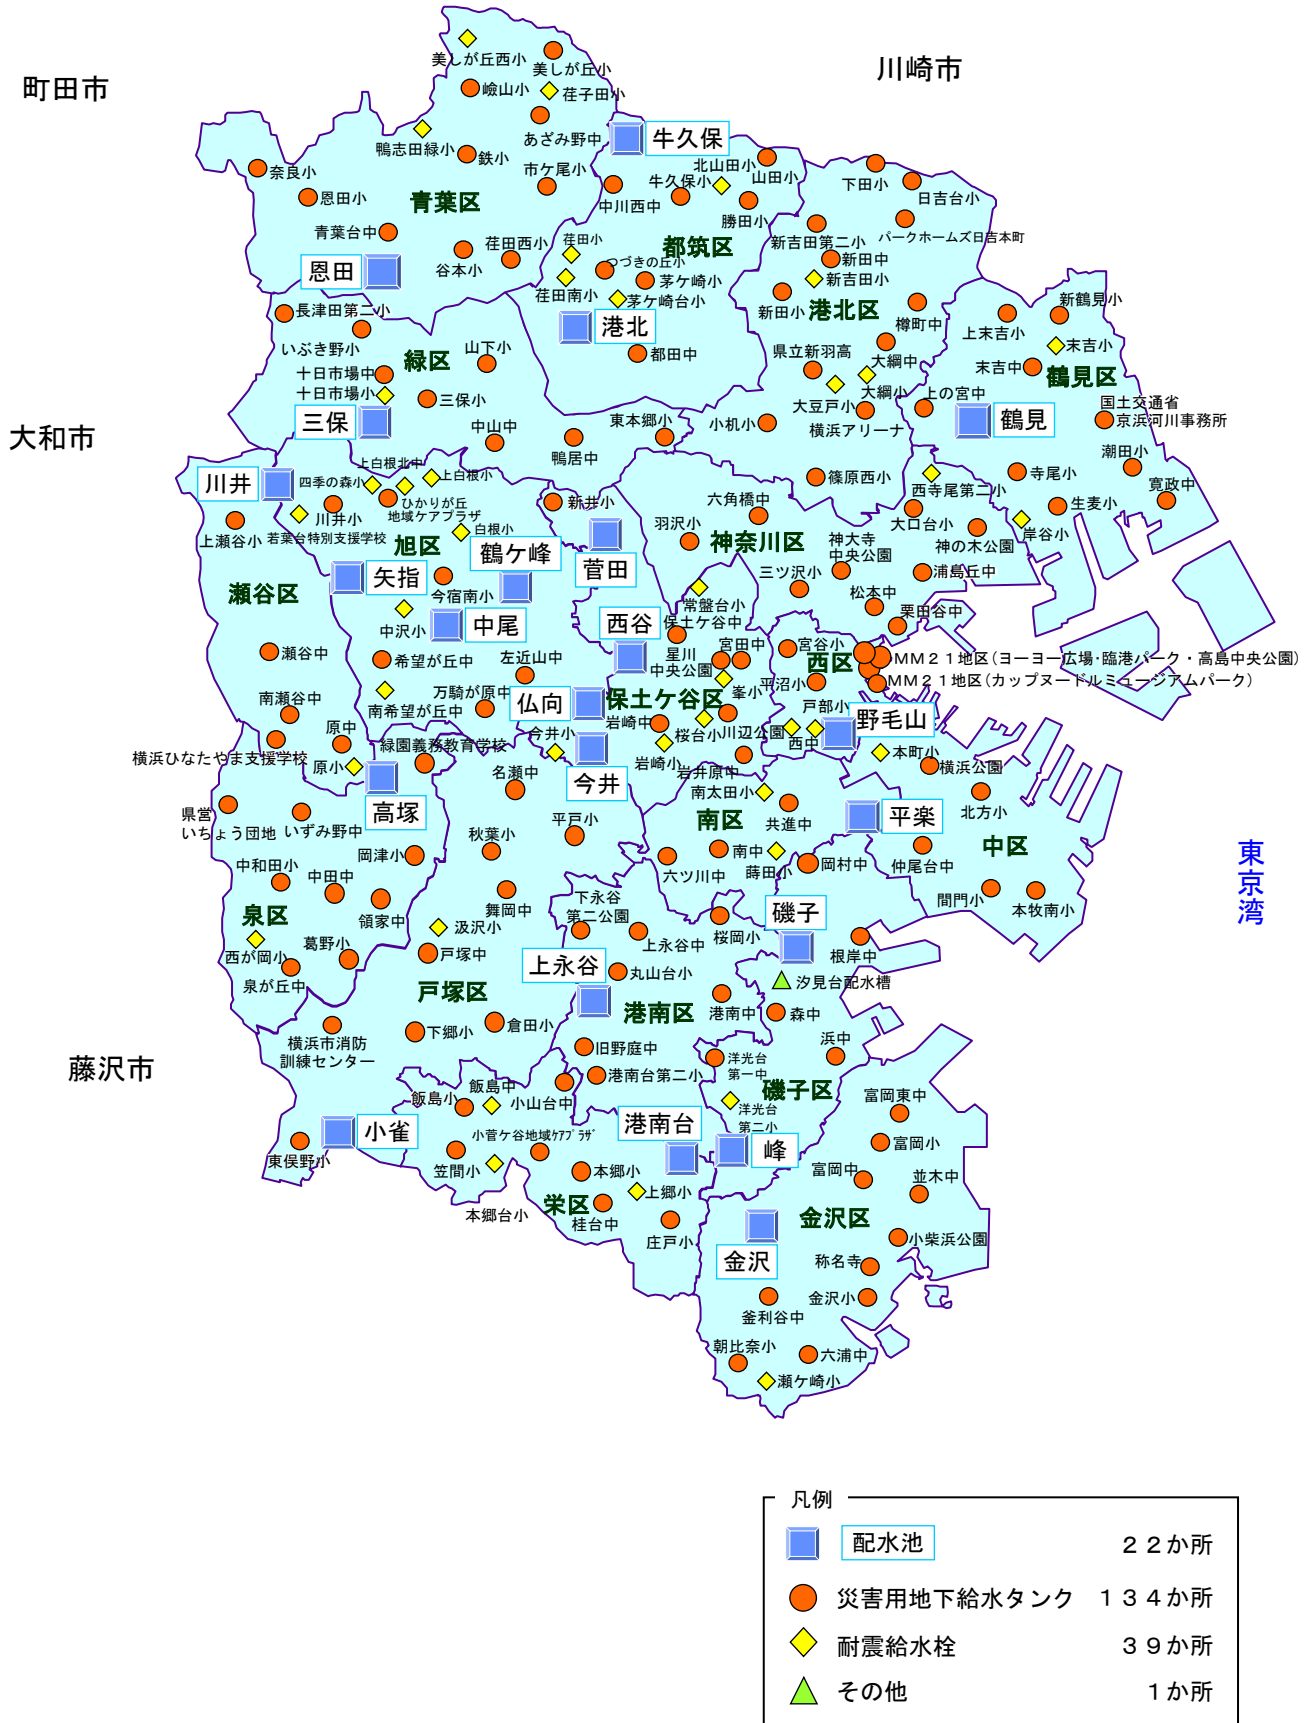 町田市
川崎市
美しが丘西小
美しが丘小
嶮山小
荏子田小
あざみ野中
鴨志田緑小
鉄小
市ケ尾小
奈良小
恩田小
青葉区
青葉台中
荏田西小
谷本小
恩田
牛久保
北山田小
山田小
牛久保小
中川西中
勝田小
都筑区
荏田小
つづきの丘小
茅ケ崎小
荏田南小
茅ケ崎台小
港北
都田中
下田小
日吉台小
パークホームズ日吉本町
新吉田第二小
新田中
新吉田小
新田小
港北区
樽町中
県立新羽高
大綱中
大綱小
大豆戸小
横浜アリーナ
小机小
篠原西小
新鶴見小
上末吉小
末吉小
末吉中
鶴見区
上の宮中
鶴見
国土交通省
京浜河川事務所
潮田小
寺尾小
寛政中
西寺尾第二小
生麦小
岸谷小
長津田第二小
いぶき野小
緑区
山下小
十日市場中
十日市場小
三保小
三保
中山中
東本郷小
鴨居中
大和市
川井
上白根北中
四季の森小
上白根小
ひかりが丘
地域ケアプラザ
川井小
若葉台特別支援学校
上瀬谷小
白根小
旭区
新井小
鶴ケ峰
菅田
矢指
今宿南小
中沢小
中尾
希望が丘中
左近山中
万騎が原中
南希望が丘中
瀬谷区
瀬谷中
南瀬谷中
原中
原小
横浜ひなたやま支援学校
六角橋中
羽沢小
神奈川区
神大寺
中央公園
大口台小
神の木公園
三ツ沢小
浦島丘中
松本中
栗田谷中
常盤台小
保土ケ谷中
西谷
星川
中央公園
宮田中
宮谷小
西区
MM21地区(ヨーヨー広場・臨港パーク・高島中央公園)
MM21地区(カップヌードルミュージアムパーク)
平沼小
峯小
保土ケ谷区
仏向
岩崎中
桜台小
川辺公園
岩崎小
岩井原中
今井小
今井
戸部小
西中
野毛山
本町小
横浜公園
緑園義務教育学校
高塚
名瀬中
南太田小
共進中
南区
平楽
北方小
中区
仲尾台中
間門小
本牧南小
東京湾
県営
いちょう団地
いずみ野中
岡津小
中和田小
中田中
領家中
泉区
西が岡小
葛野小
泉が丘中
秋葉小
平戸小
舞岡中
汲沢小
戸塚中
戸塚区
南中
蒔田小
六ツ川中
岡村中
下永谷
第二公園
上永谷中
桜岡小
磯子
根岸中
上永谷
丸山台小
汐見台配水槽
港南区
港南中
森中
浜中
横浜市消防
訓練センター
下郷小
倉田小
旧野庭中
港南台第二小
洋光台
第一中
磯子区
洋光台
第二小
藤沢市
飯島中
飯島小
小山台中
小雀
東俣野小
港南台
峰
小菅ケ谷地域ケアプラザ
笠間小
本郷小
上郷小
本郷台小
栄区
桂台中
庄戸小
富岡東中
富岡小
富岡中
並木中
金沢区
金沢
小柴浜公園
称名寺
金沢小
釜利谷中
朝比奈小
六浦中
瀬ケ崎小
凡例
配水池 22か所
災害用地下給水タンク 134か所
耐震給水栓 39か所
その他 1か所